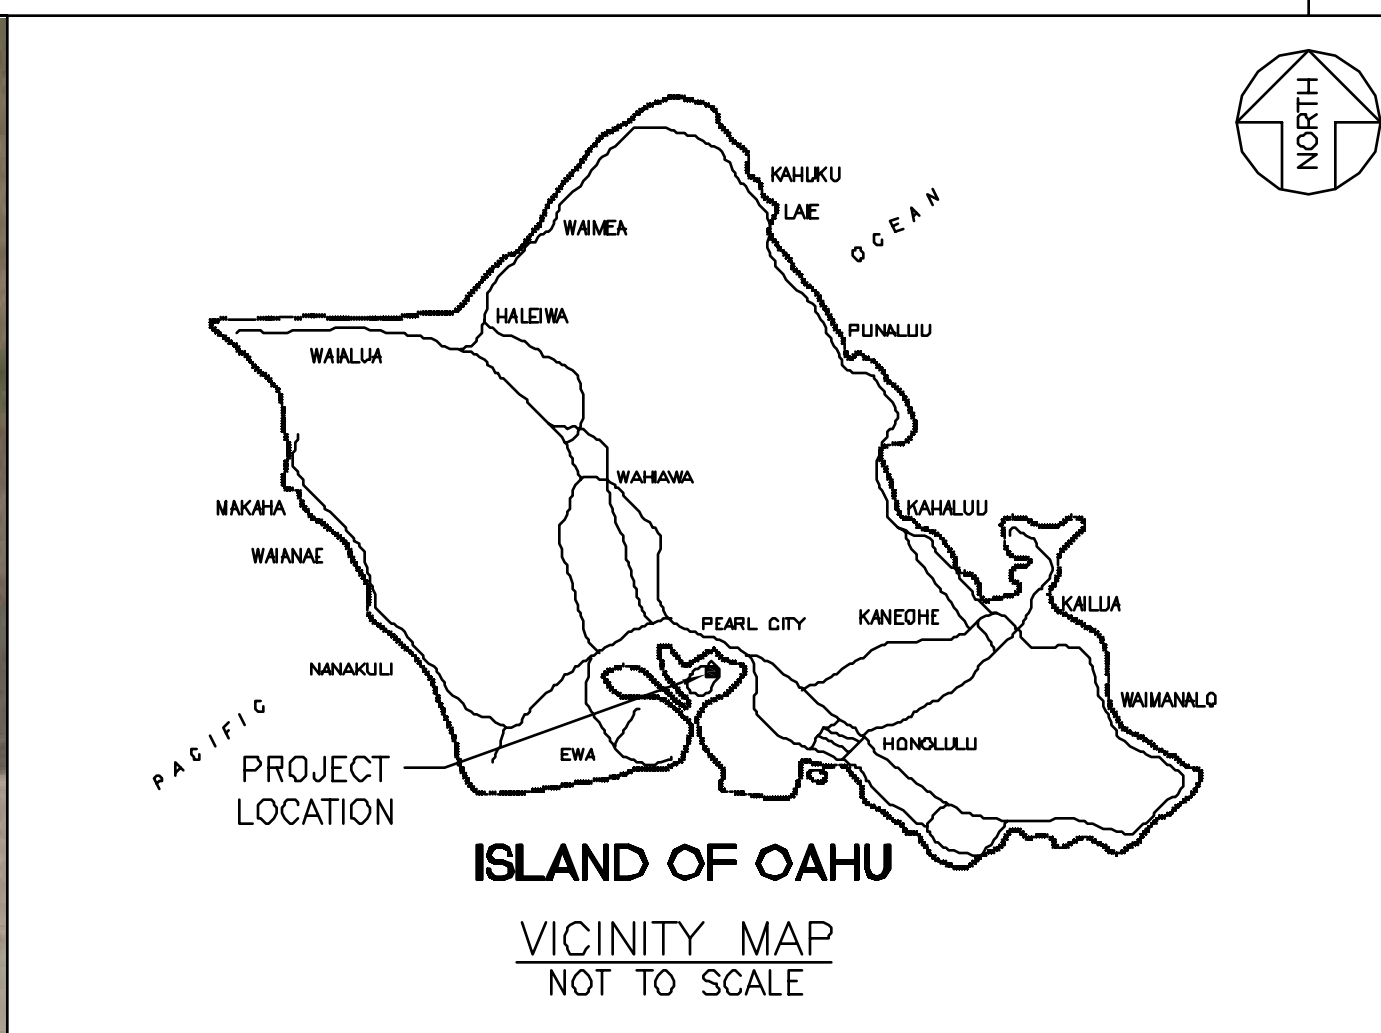 NORTH
KAHUKU
LAIE
OCEAN
WAIMEA
HALEIWA
PUNALUU
WAIALUA
WAHIAWA
MAKAHA
KAHALUU
WAIANAE
KAILUA
KANEOHE
PEARL CITY
NANAKULI
WAIMANALO
PACIFIC
HONOLULU
EWA
PROJECT
LOCATION
ISLAND OF OAHU
VICINITY MAP
NOT TO SCALE